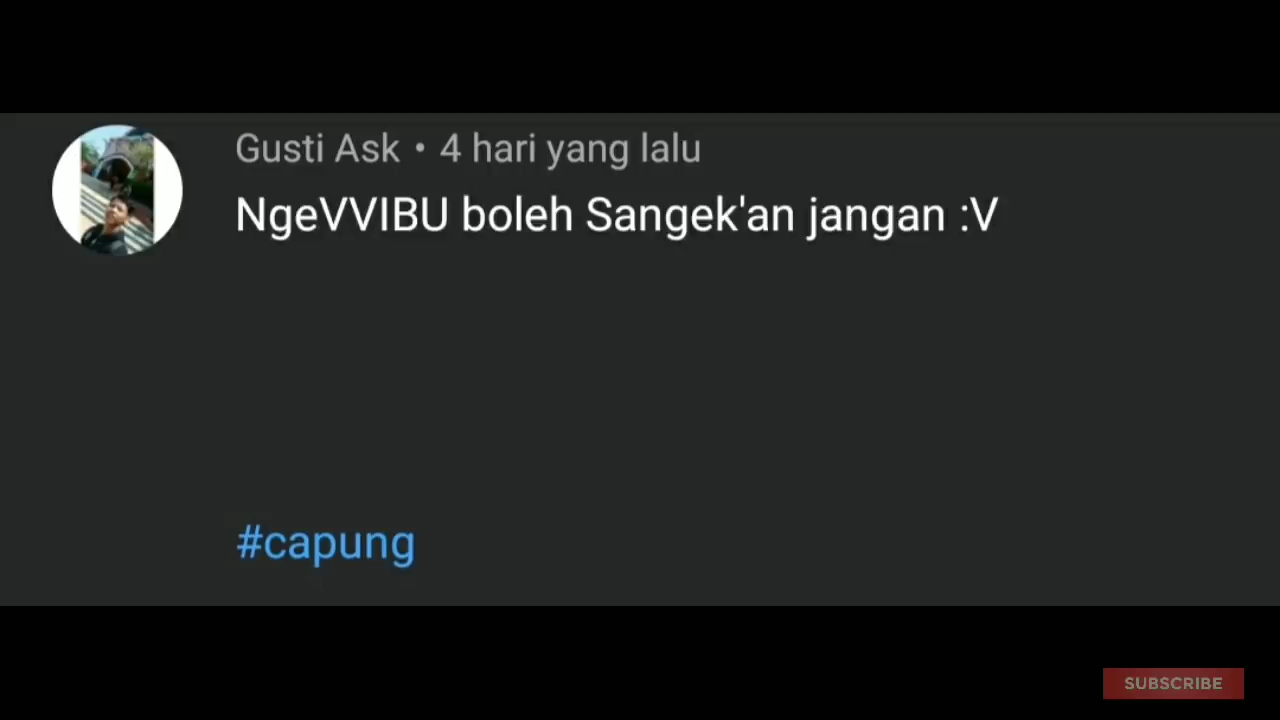 Gusti Ask • 4 hari yang lalu
NgeVVIBU boleh Sangek'an jangan :V
#capung
SUBSCRIBE